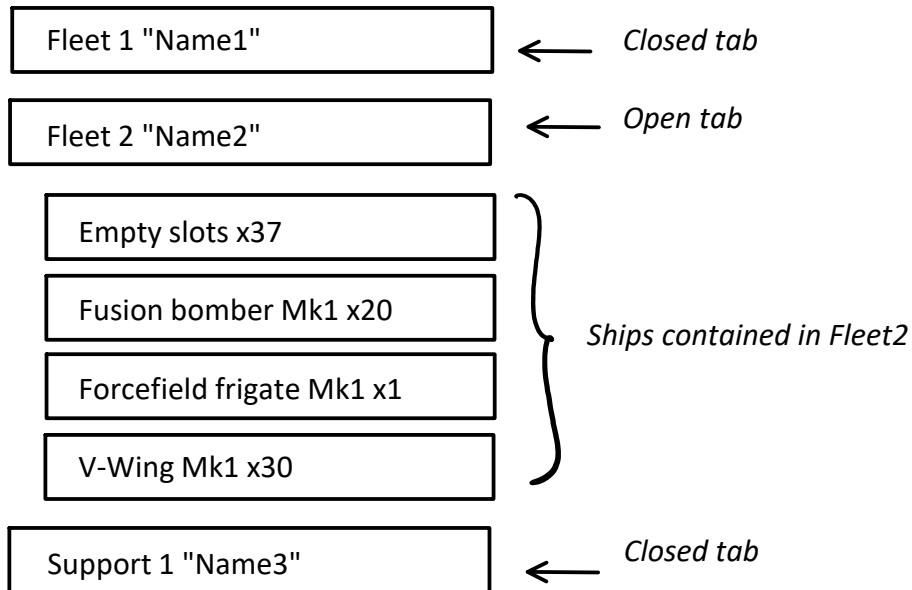 Fleet 1 "Name1"
Closed tab
Fleet 2 "Name2"
Open tab
Empty slots x37
Fusion bomber Mk1 x20
Ships contained in Fleet2
Forcefield frigate Mk1 x1
V-Wing Mk1 x30
Support 1 "Name3"
Closed tab